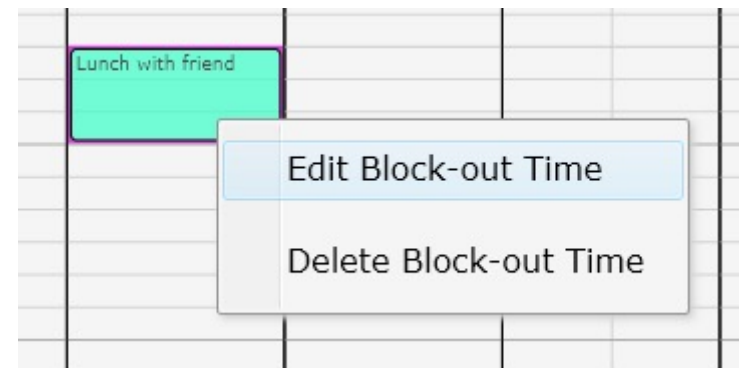 Lunch with friend
Edit Block-out Time
Delete Block-out Time